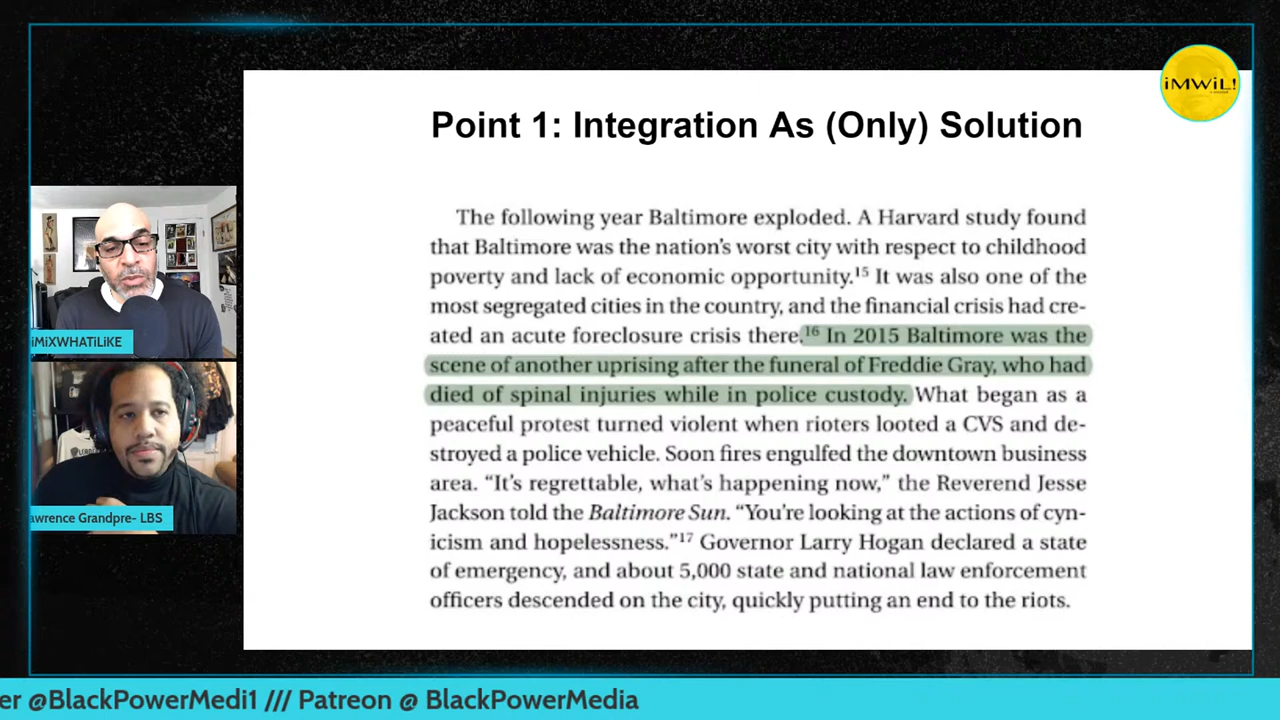 iMWiL!
Point 1: Integration As (Only) Solution
The following year Baltimore exploded. A Harvard study found
that Baltimore was the nation's worst city with respect to childhood
poverty and lack of economic opportunity.15 It was also one of the
most segregated cities in the country, and the financial crisis had cre-
ated an acute foreclosure crisis there.16 In 2015 Baltimore was the
scene of another uprising after the funeral of Freddie Gray, who had
died of spinal injuries while in police custody. What began as a
peaceful protest turned violent when rioters looted a CVS and de-
stroyed a police vehicle. Soon fires engulfed the downtown business
area. “It's regrettable, what's happening now,” the Reverend Jesse
Jackson told the Baltimore Sun. “You're looking at the actions of cyn-
icism and hopelessness.”17 Governor Larry Hogan declared a state
of emergency, and about 5,000 state and national law enforcement
officers descended on the city, quickly putting an end to the riots.
iMiXWHATiLiKE
awrence Grandpre- LBS
er @BlackPowerMedi1 /// Patreon @ BlackPowerMedia